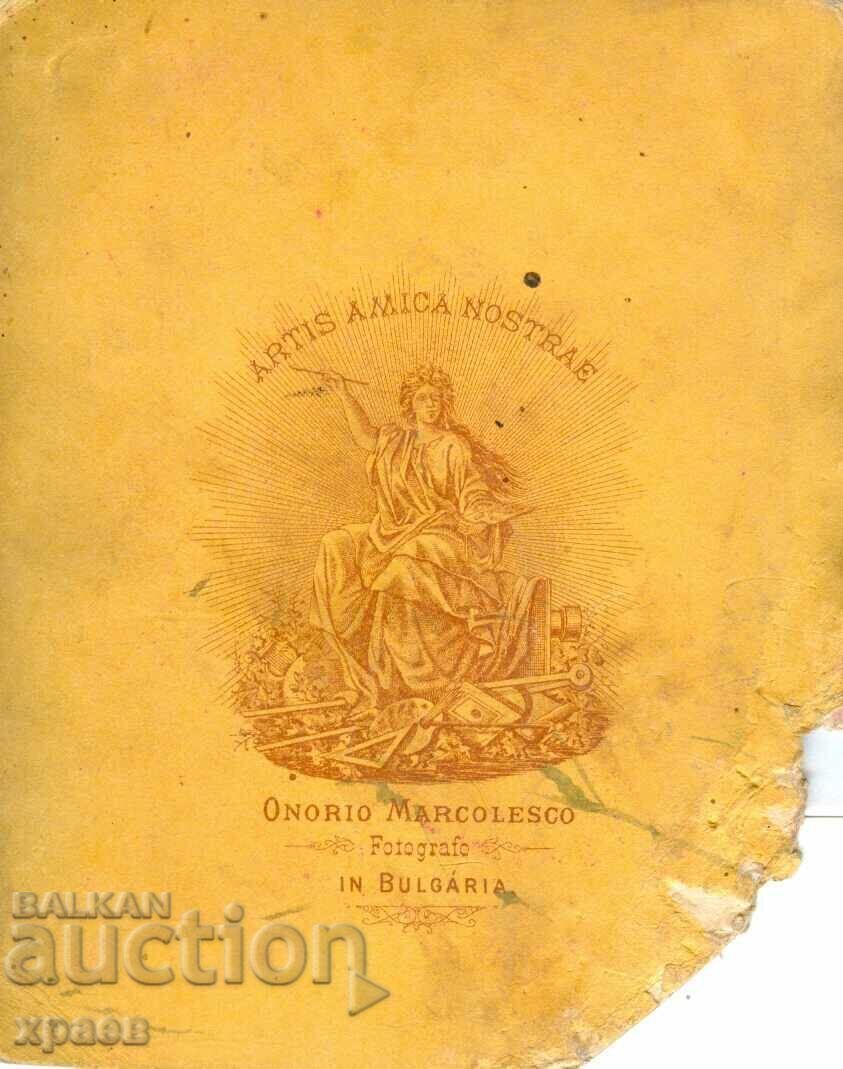 ARTIS AMICA NOSTRAE
ONORIO MARCOLESCO
Fotografo
IN BULGÁRIA.
BALKAN
auction
храев